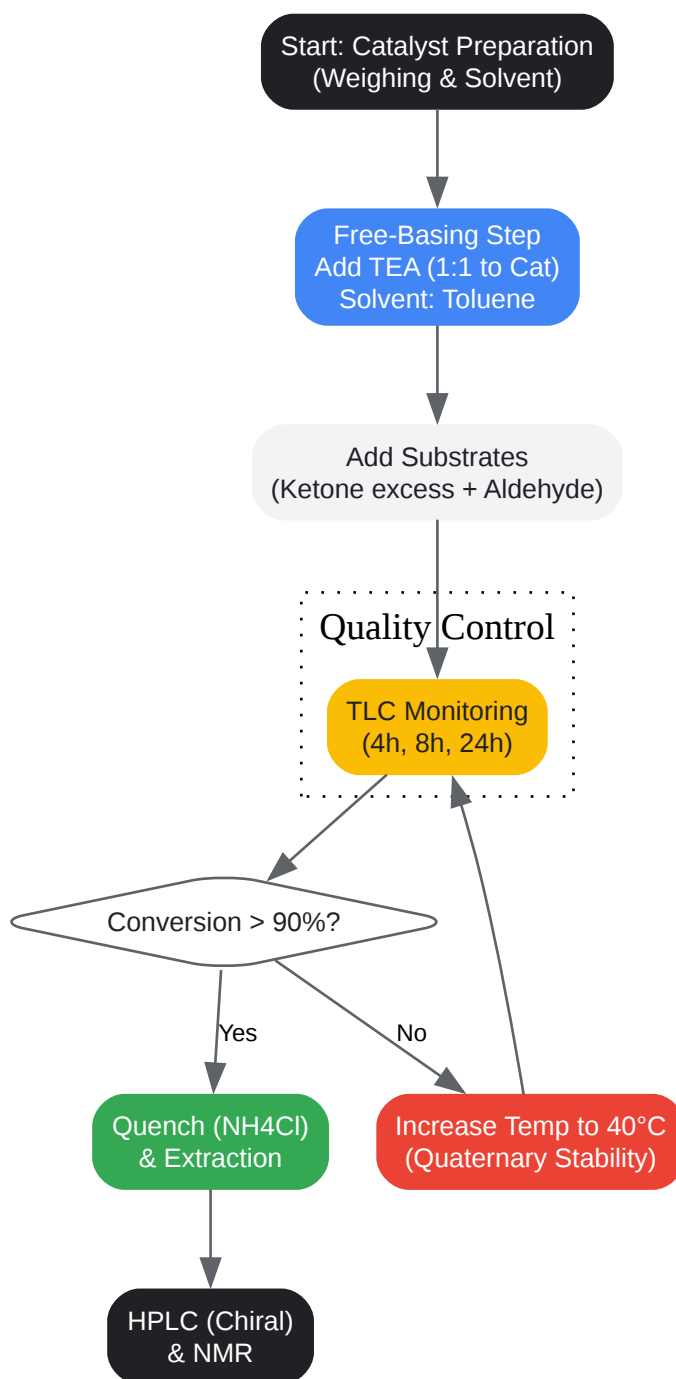 Start: Catalyst Preparation
(Weighing & Solvent)
Free-Basing Step
Add TEA (1:1 to Cat)
Solvent: Toluene
Add Substrates
(Ketone excess + Aldehyde)
Quality Control
TLC Monitoring
(4h, 8h, 24h)
Conversion > 90%?
Yes
No
Quench (NH4Cl)
& Extraction
Increase Temp to 40°C
(Quaternary Stability)
HPLC (Chiral)
& NMR